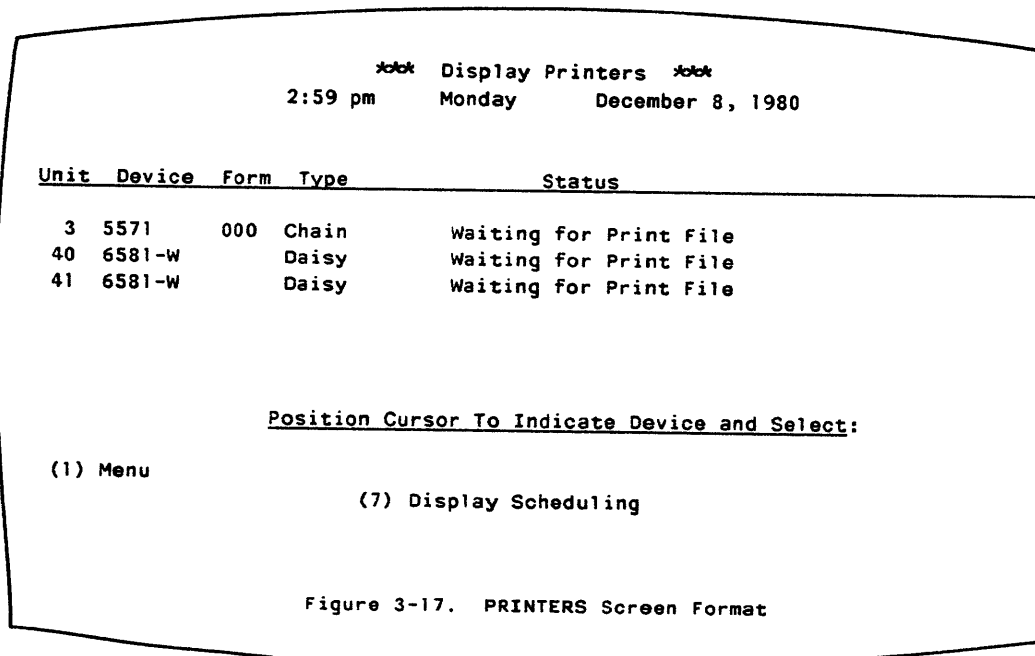 *** Display Printers ***
2:59 pm Monday December 8, 1980
Unit Device Form Type Status
3 5571 000 Chain Waiting for Print File
40 6581-W Daisy Waiting for Print File
41 6581-W Daisy Waiting for Print File
Position Cursor To Indicate Device and Select:
(1) Menu
(7) Display Scheduling
Figure 3-17. PRINTERS Screen Format